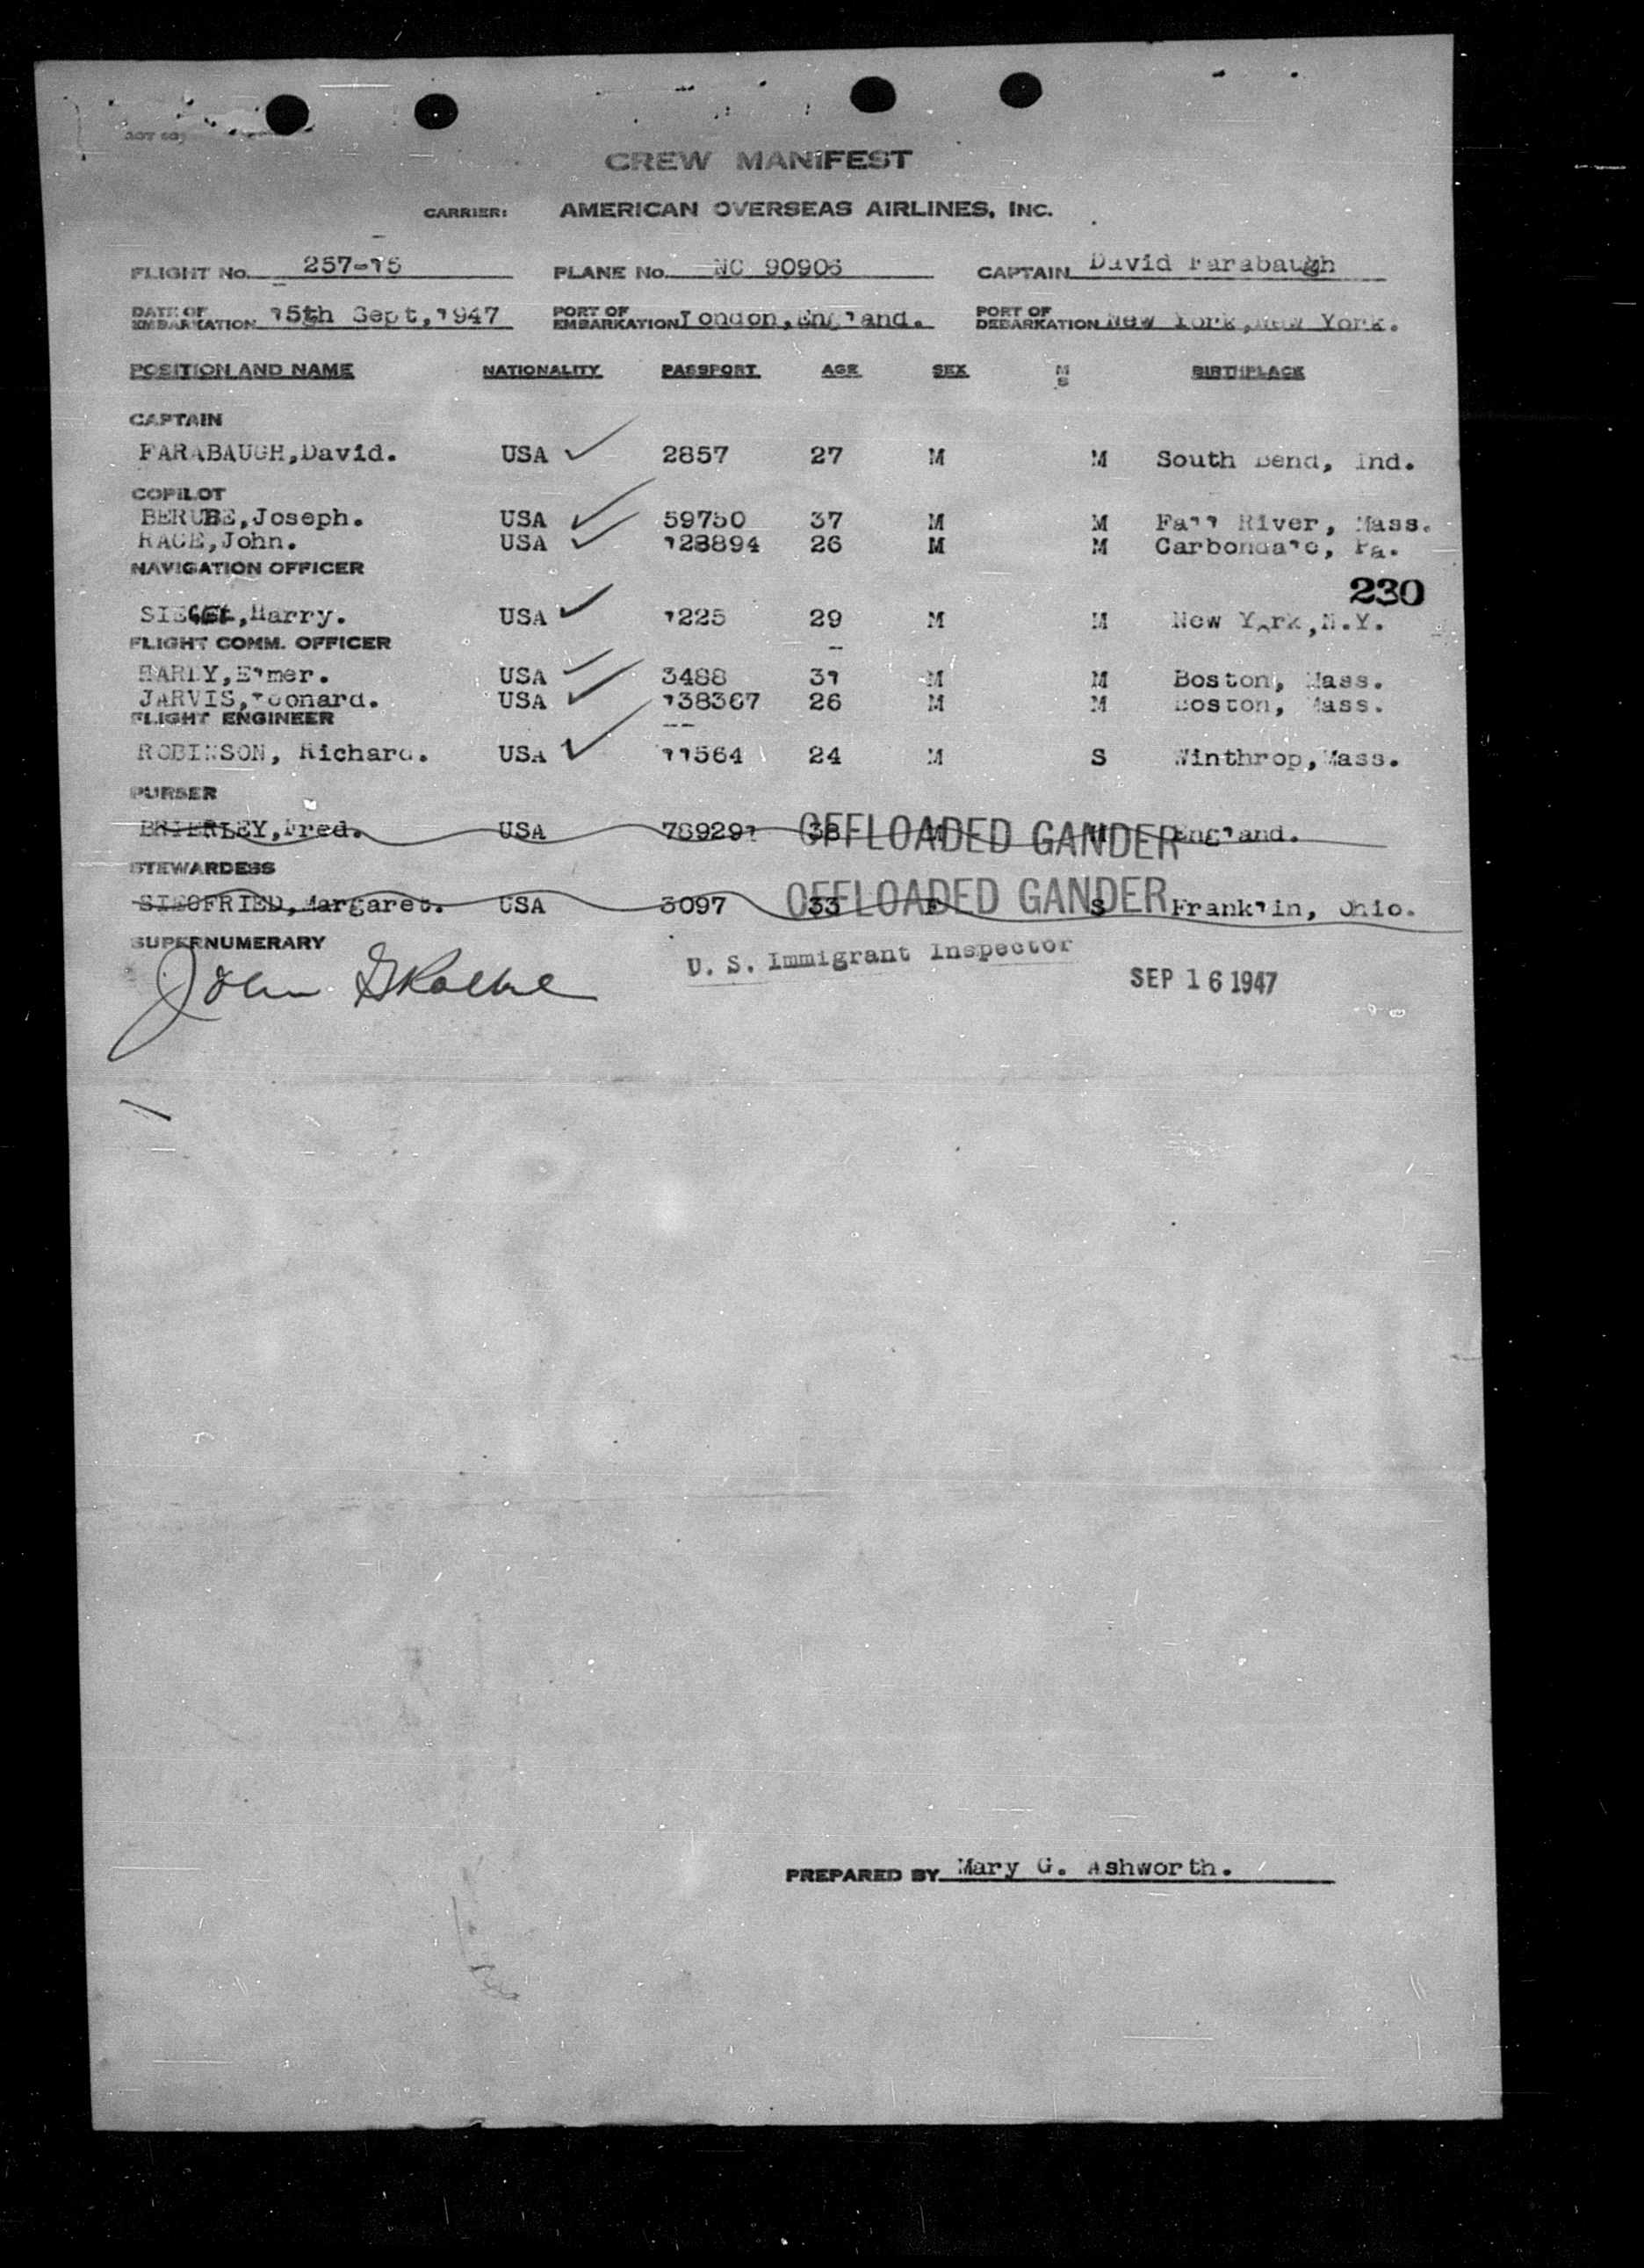 CREW MANIFEST
CARRIER: AMERICAN OVERSEAS AIRLINES, INC.
FLIGHT No. 257-15 PLANE No. NC 90906 CAPTAIN David Farabaugh
DATE OF EMBARKATION 15th Sept,1947 PORT OF EMBARKATION London,England. PORT OF DEBARKATION New York,New York.
POSITION AND NAME NATIONALITY PASSPORT AGE SEX M S BIRTHPLACE
CAPTAIN
FARABAUGH,David. USA 2857 27 M M South Bend, Ind.
COPILOT
BERUBE,Joseph. USA 59750 37 M M Fall River, Mass.
RACE,John. USA 128894 26 M M Carbondale, Pa.
NAVIGATION OFFICER
230
SIEGEL,Harry. USA 1225 29 M M New York,N.Y.
FLIGHT COMM. OFFICER
EARLY,Elmer. USA 3488 31 M M Boston, Mass.
JARVIS,Leonard. USA 138367 26 M M Boston, Mass.
FLIGHT ENGINEER
ROBINSON, Richard. USA 11564 24 M S Winthrop,Mass.
PURSER
BRIERLEY,Fred. USA 789291 38 M M England.
OFFLOADED GANDER
STEWARDESS
SIEGFRIED,Margaret. USA 3097 33 F S Franklin, Ohio.
OFFLOADED GANDER
SUPERNUMERARY
John
U. S. Immigrant Inspector
SEP 16 1947
PREPARED BY Mary G. Ashworth.